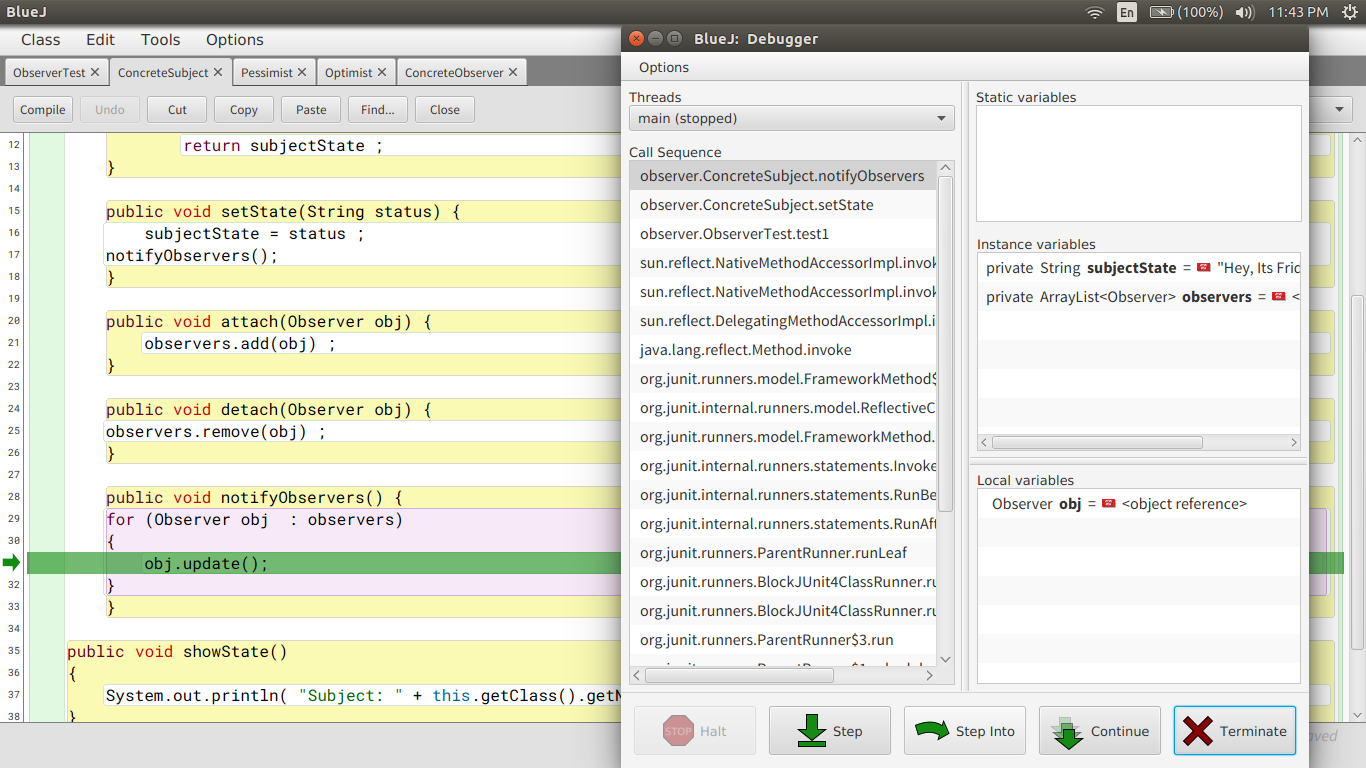 BlueJ
En
(100%)
11:43 PM
Class Edit Tools Options
ObserverTest ConcreteSubject Pessimist Optimist ConcreteObserver
Compile Undo Cut Copy Paste Find... Close
12 return subjectState ;
13 }
14
15 public void setState(String status) {
16 subjectState = status ;
17 notifyObservers();
18 }
19
20 public void attach(Observer obj) {
21 observers.add(obj) ;
22 }
23
24 public void detach(Observer obj) {
25 observers.remove(obj) ;
26 }
27
28 public void notifyObservers() {
29 for (Observer obj : observers)
30 {
obj.update();
32 }
33 }
34
35 public void showState()
36 {
37 System.out.println( "Subject: " + this.getClass().getN
38 }
BlueJ: Debugger
Options
Threads
main (stopped)
Call Sequence
observer.ConcreteSubject.notifyObservers
observer.ConcreteSubject.setState
observer.ObserverTest.test1
sun.reflect.NativeMethodAccessorImpl.invok
sun.reflect.NativeMethodAccessorImpl.invok
sun.reflect.DelegatingMethodAccessorImpl.i
java.lang.reflect.Method.invoke
org.junit.runners.model.FrameworkMethod$
org.junit.internal.runners.model.ReflectiveC
org.junit.runners.model.FrameworkMethod.
org.junit.internal.runners.statements.Invoke
org.junit.internal.runners.statements.RunBe
org.junit.internal.runners.statements.RunAft
org.junit.runners.ParentRunner.runLeaf
org.junit.runners.BlockJUnit4ClassRunner.ru
org.junit.runners.BlockJUnit4ClassRunner.ru
org.junit.runners.ParentRunner$3.run
Static variables
Instance variables
private String subjectState = "Hey, Its Fric
private ArrayList<Observer> observers = <
Local variables
Observer obj = <object reference>
STOP Halt Step Step Into Continue Terminate
aved